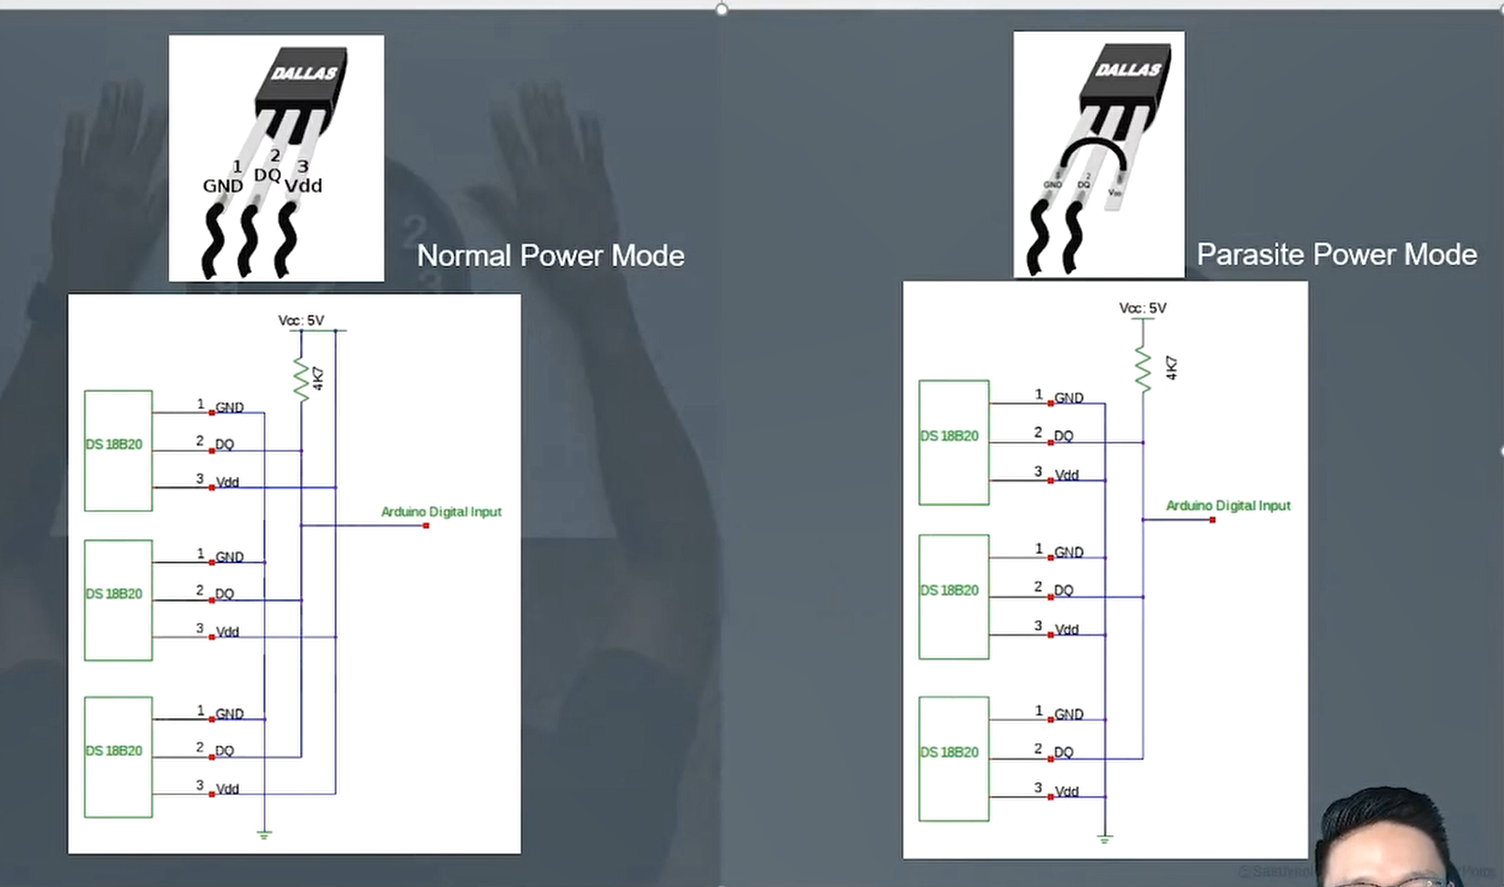 DALLAS
1
GND
2
DQ
3
Vdd
Normal Power Mode
Vcc: 5V
4K7
DS 18B20
1 GND
2 DQ
3 Vdd
Arduino Digital Input
DS 18B20
1 GND
2 DQ
3 Vdd
DS 18B20
1 GND
2 DQ
3 Vdd
DALLAS
GND
2
DQ
Parasite Power Mode
Vcc: 5V
4K7
DS 18B20
1 GND
2 DQ
3 Vdd
Arduino Digital Input
DS 18B20
1 GND
2 DQ
3 Vdd
DS 18B20
1 GND
2 DQ
3 Vdd